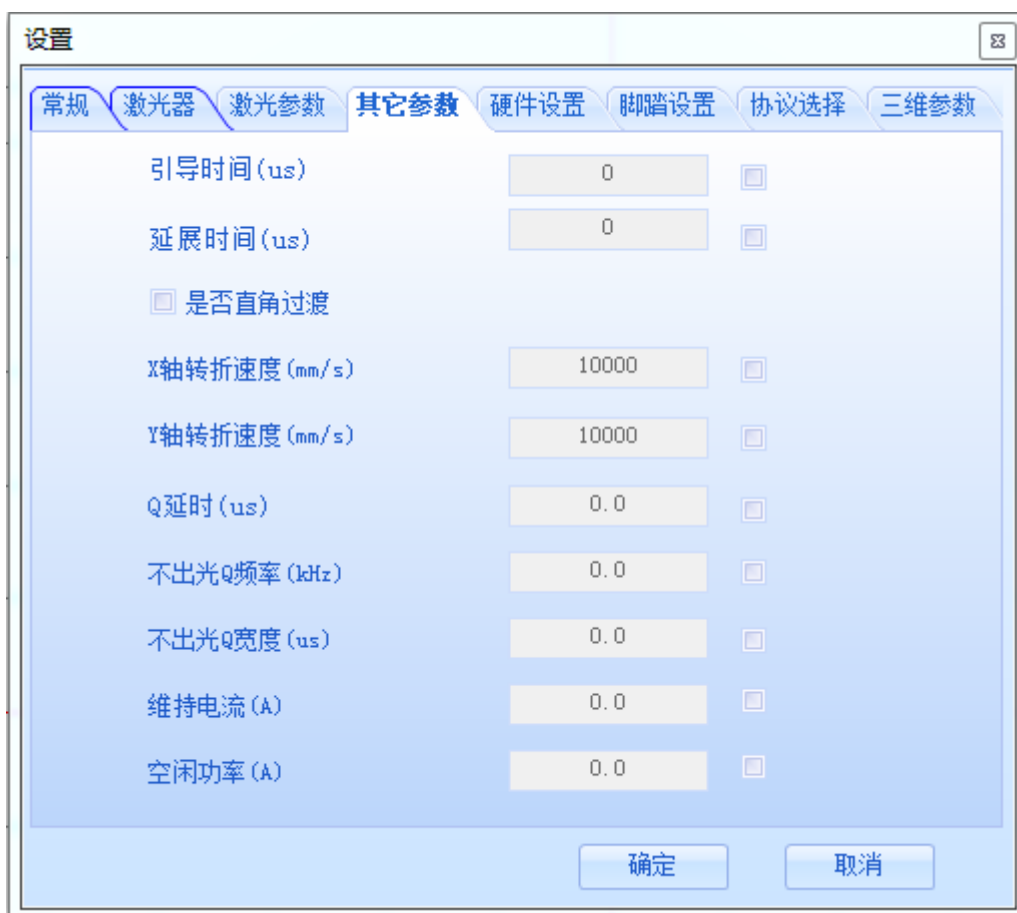 设置
常规 激光器 激光参数 其它参数 硬件设置 脚踏设置 协议选择 三维参数
引导时间(us) 0
延展时间(us) 0
是否直角过渡
X轴转折速度(mm/s) 10000
Y轴转折速度(mm/s) 10000
Q延时(us) 0.0
不出光Q频率(kHz) 0.0
不出光Q宽度(us) 0.0
维持电流(A) 0.0
空闲功率(A) 0.0
确定 取消